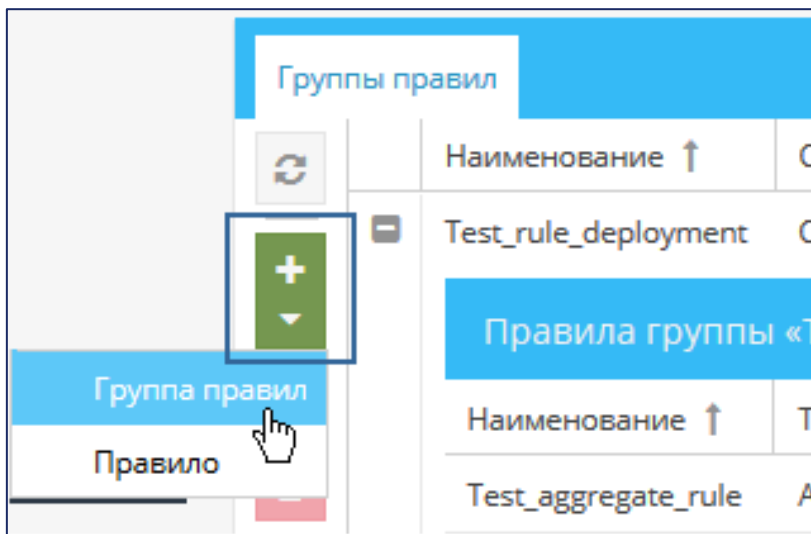 Группы правил
Наименование
Test_rule_deployment
Правила группы «
Группа правил
Наименование
Правило
Test_aggregate_rule